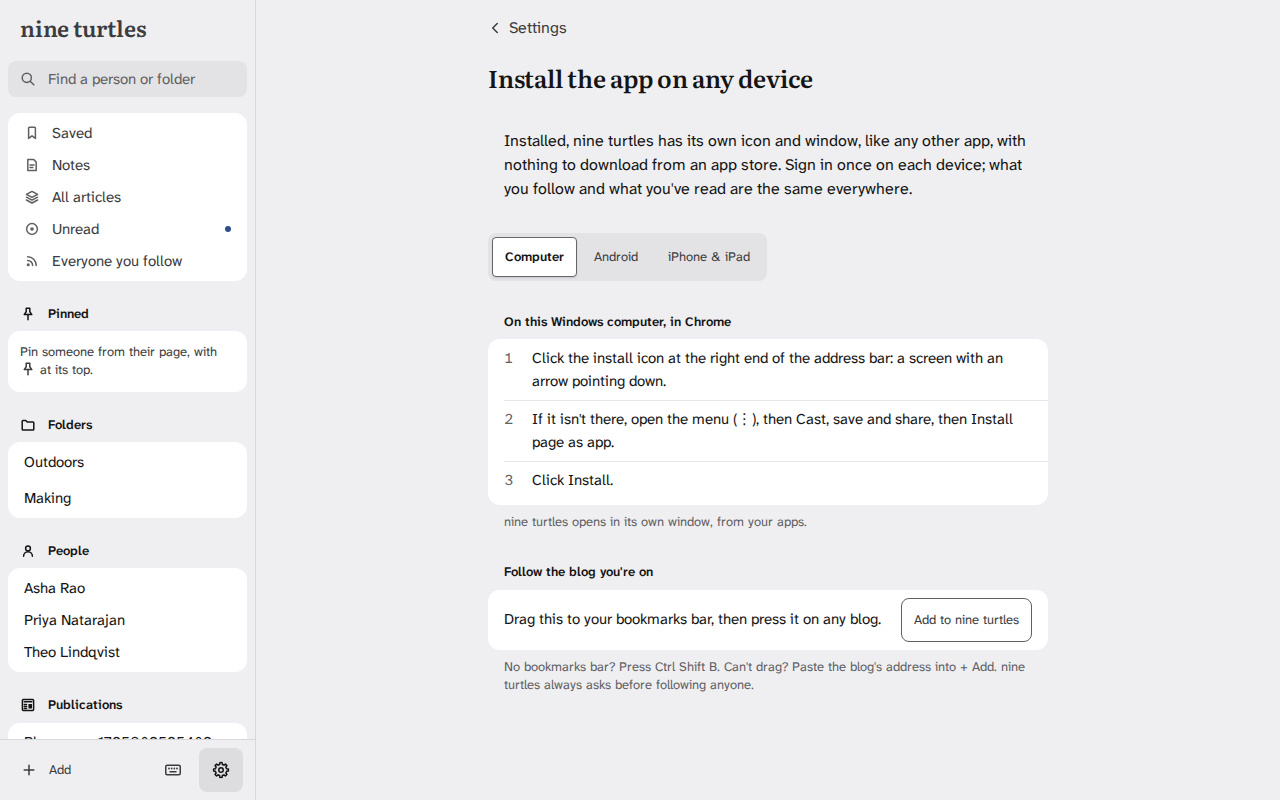 nine turtles
Find a person or folder
Saved
Notes
All articles
Unread
Everyone you follow
Pinned
Pin someone from their page, with
at its top.
Folders
Outdoors
Making
People
Asha Rao
Priya Natarajan
Theo Lindqvist
Publications
Add
Settings
Install the app on any device
Installed, nine turtles has its own icon and window, like any other app, with
nothing to download from an app store. Sign in once on each device; what
you follow and what you've read are the same everywhere.
Computer
Android
iPhone & iPad
On this Windows computer, in Chrome
1 Click the install icon at the right end of the address bar: a screen with an
arrow pointing down.
2 If it isn't there, open the menu (⋮), then Cast, save and share, then Install
page as app.
3 Click Install.
nine turtles opens in its own window, from your apps.
Follow the blog you're on
Drag this to your bookmarks bar, then press it on any blog.
Add to nine turtles
No bookmarks bar? Press Ctrl Shift B. Can't drag? Paste the blog's address into + Add. nine
turtles always asks before following anyone.